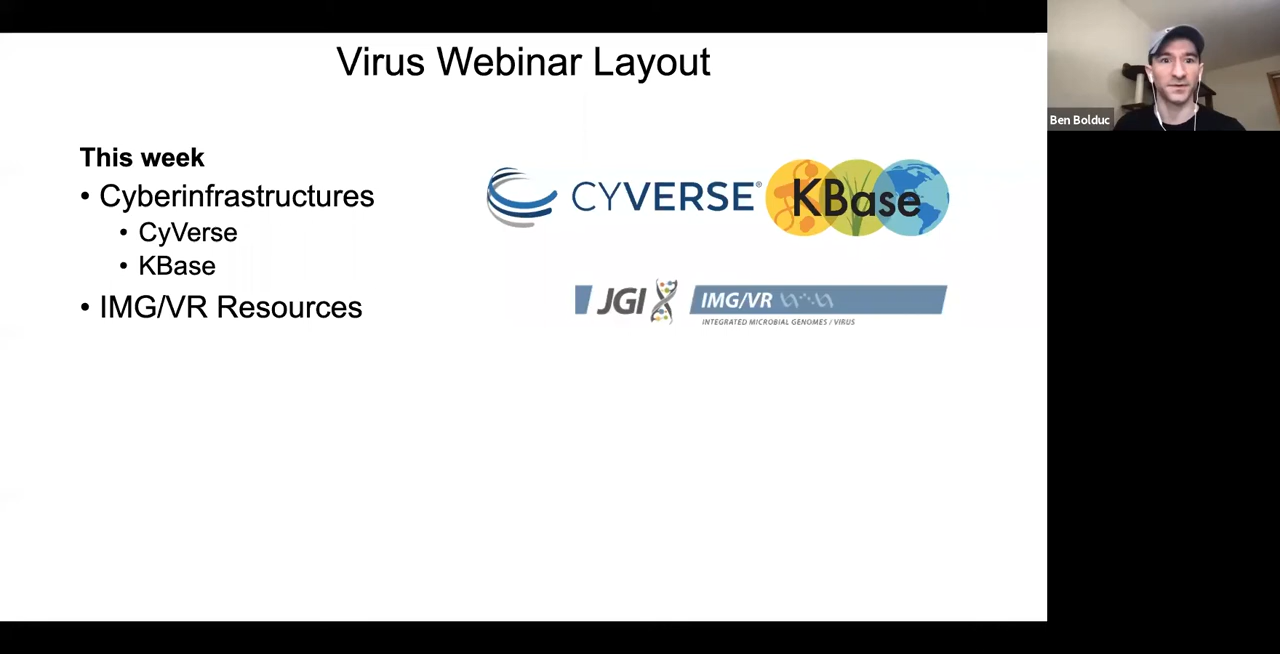 Virus Webinar Layout
This week
• Cyberinfrastructures
• CyVerse
• KBase
• IMG/VR Resources
CYVERSE®
KBase
JGI
IMG/VR
INTEGRATED MICROBIAL GENOMES / VIRUS
Ben Bolduc